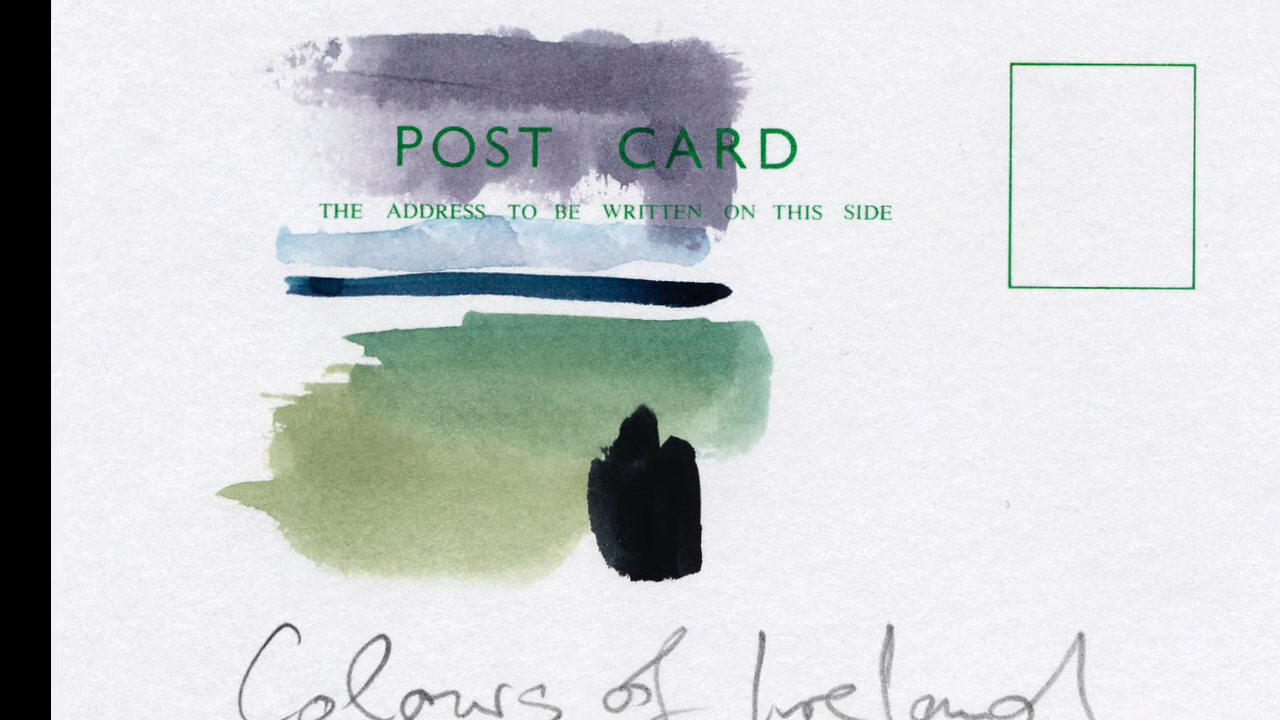 POST CARD
THE ADDRESS TO BE WRITTEN ON THIS SIDE
Colours of Ireland